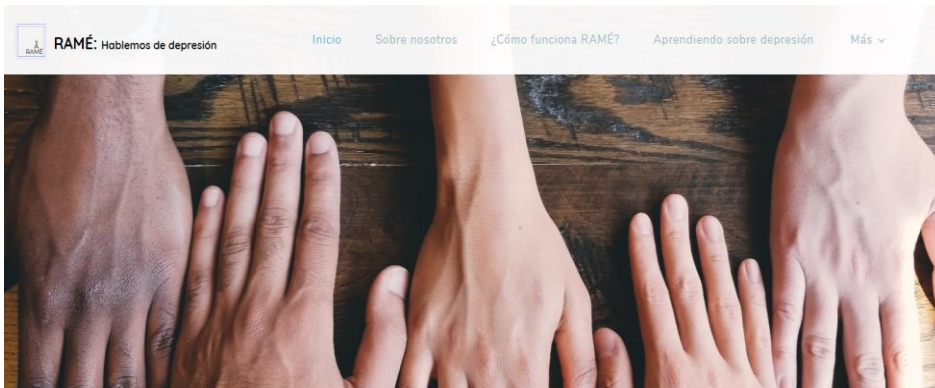 RAMÉ
RAMÉ: Hablemos de depresión
Inicio
Sobre nosotros
¿Cómo funciona RAMÉ?
Aprendiendo sobre depresión
Más